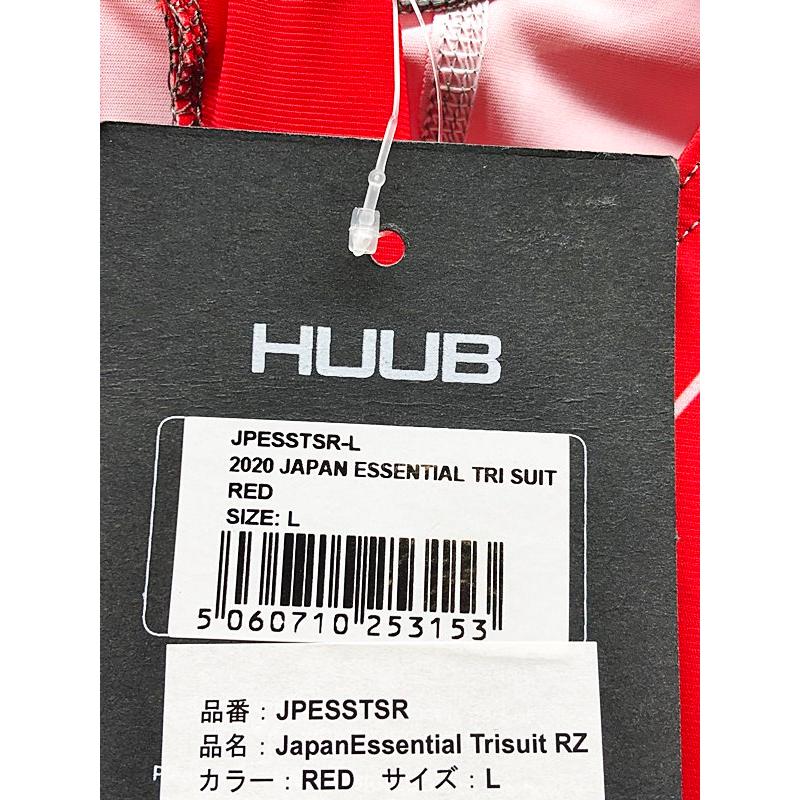 HUUB
JPESSTSR-L
2020 JAPAN ESSENTIAL TRI SUIT
RED
SIZE: L
5 060710 253153
品番：JPESSTSR
品名：JapanEssential Trisuit RZ
カラー：RED　サイズ：L